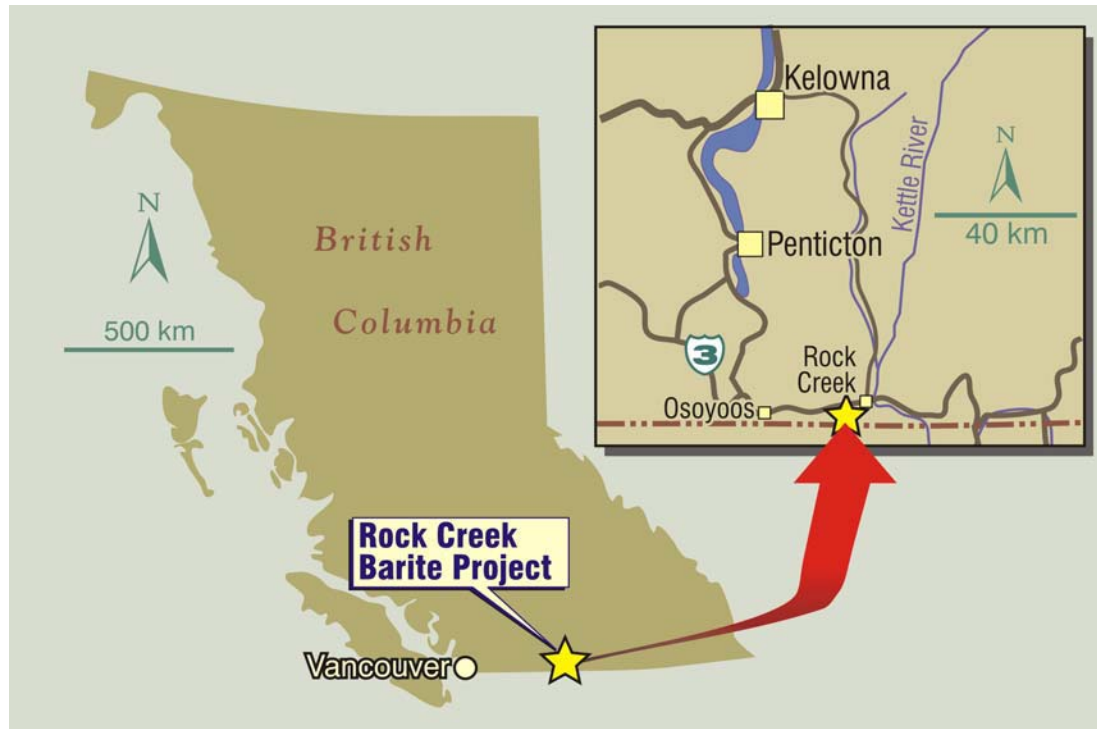 N
500 km
British
Columbia
Rock Creek
Barite Project
Vancouver
Kelowna
Kettle River
N
40 km
Penticton
3
Rock
Creek
Osoyoos